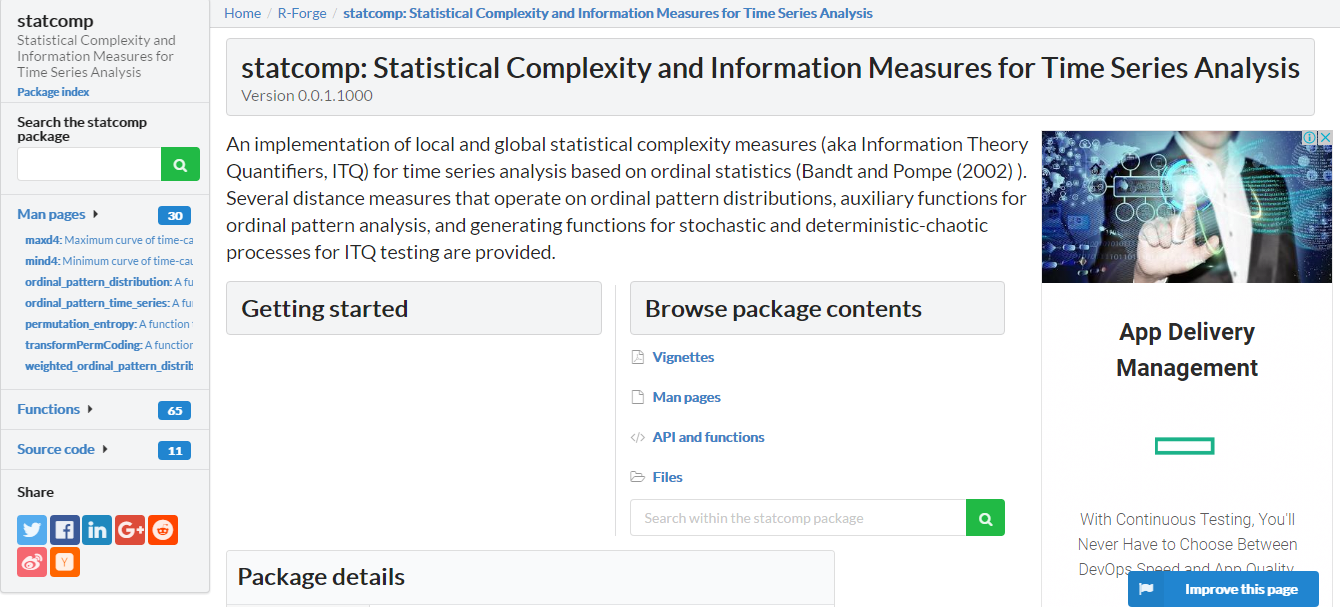 statcomp
Statistical Complexity and
Information Measures for
Time Series Analysis
Package index
Search the statcomp
package
Man pages 30
maxd4: Maximum curve of time-ca
mind4: Minimum curve of time-cau
ordinal_pattern_distribution: A fu
ordinal_pattern_time_series: A fu
permutation_entropy: A function
transformPermCoding: A function
weighted_ordinal_pattern_distrib
Functions 65
Source code 11
Share
Home / R-Forge / statcomp: Statistical Complexity and Information Measures for Time Series Analysis
statcomp: Statistical Complexity and Information Measures for Time Series Analysis
Version 0.0.1.1000
An implementation of local and global statistical complexity measures (aka Information Theory
Quantifiers, ITQ) for time series analysis based on ordinal statistics (Bandt and Pompe (2002) ).
Several distance measures that operate on ordinal pattern distributions, auxiliary functions for
ordinal pattern analysis, and generating functions for stochastic and deterministic-chaotic
processes for ITQ testing are provided.
Getting started
Browse package contents
Vignettes
Man pages
API and functions
Files
Search within the statcomp package
Package details
App Delivery
Management
With Continuous Testing, You'll
Never Have to Choose Between
DevOps Speed and App Quality.
Improve this page